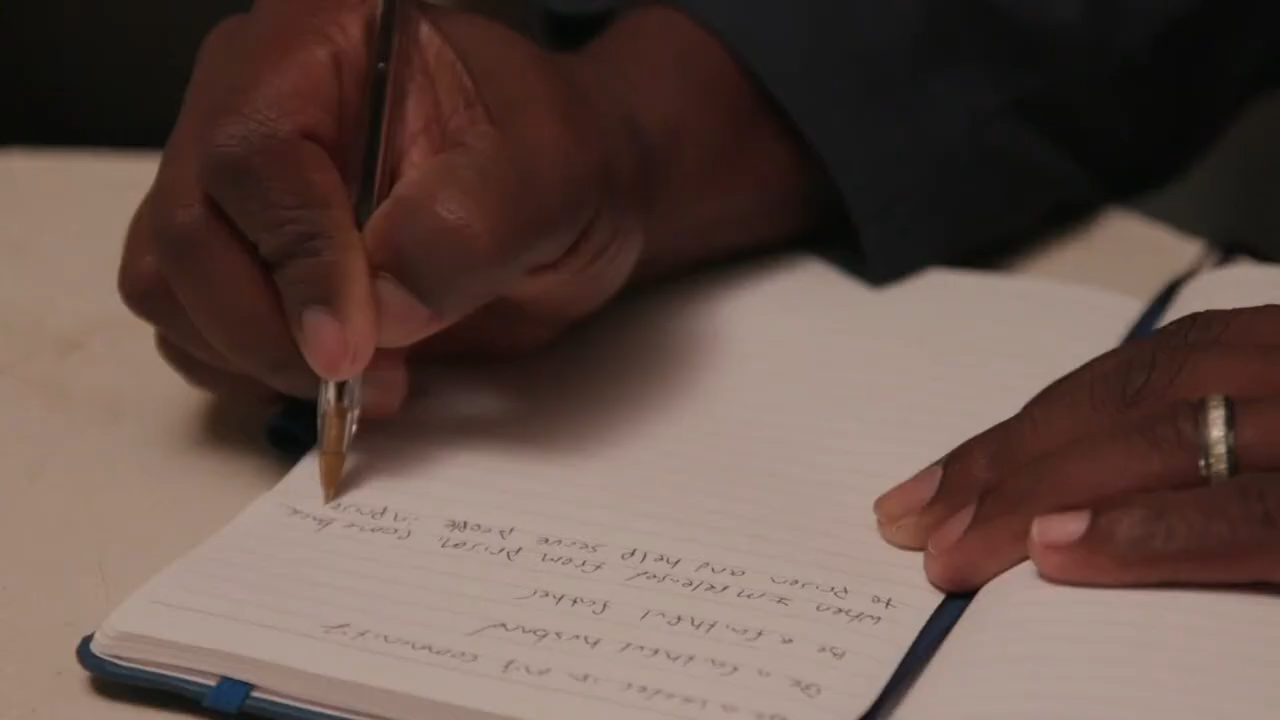 Be a leader in my community
Be a faithful husband
Be a faithful father
When I'm released from prison, come back
to Prison and help serve people in